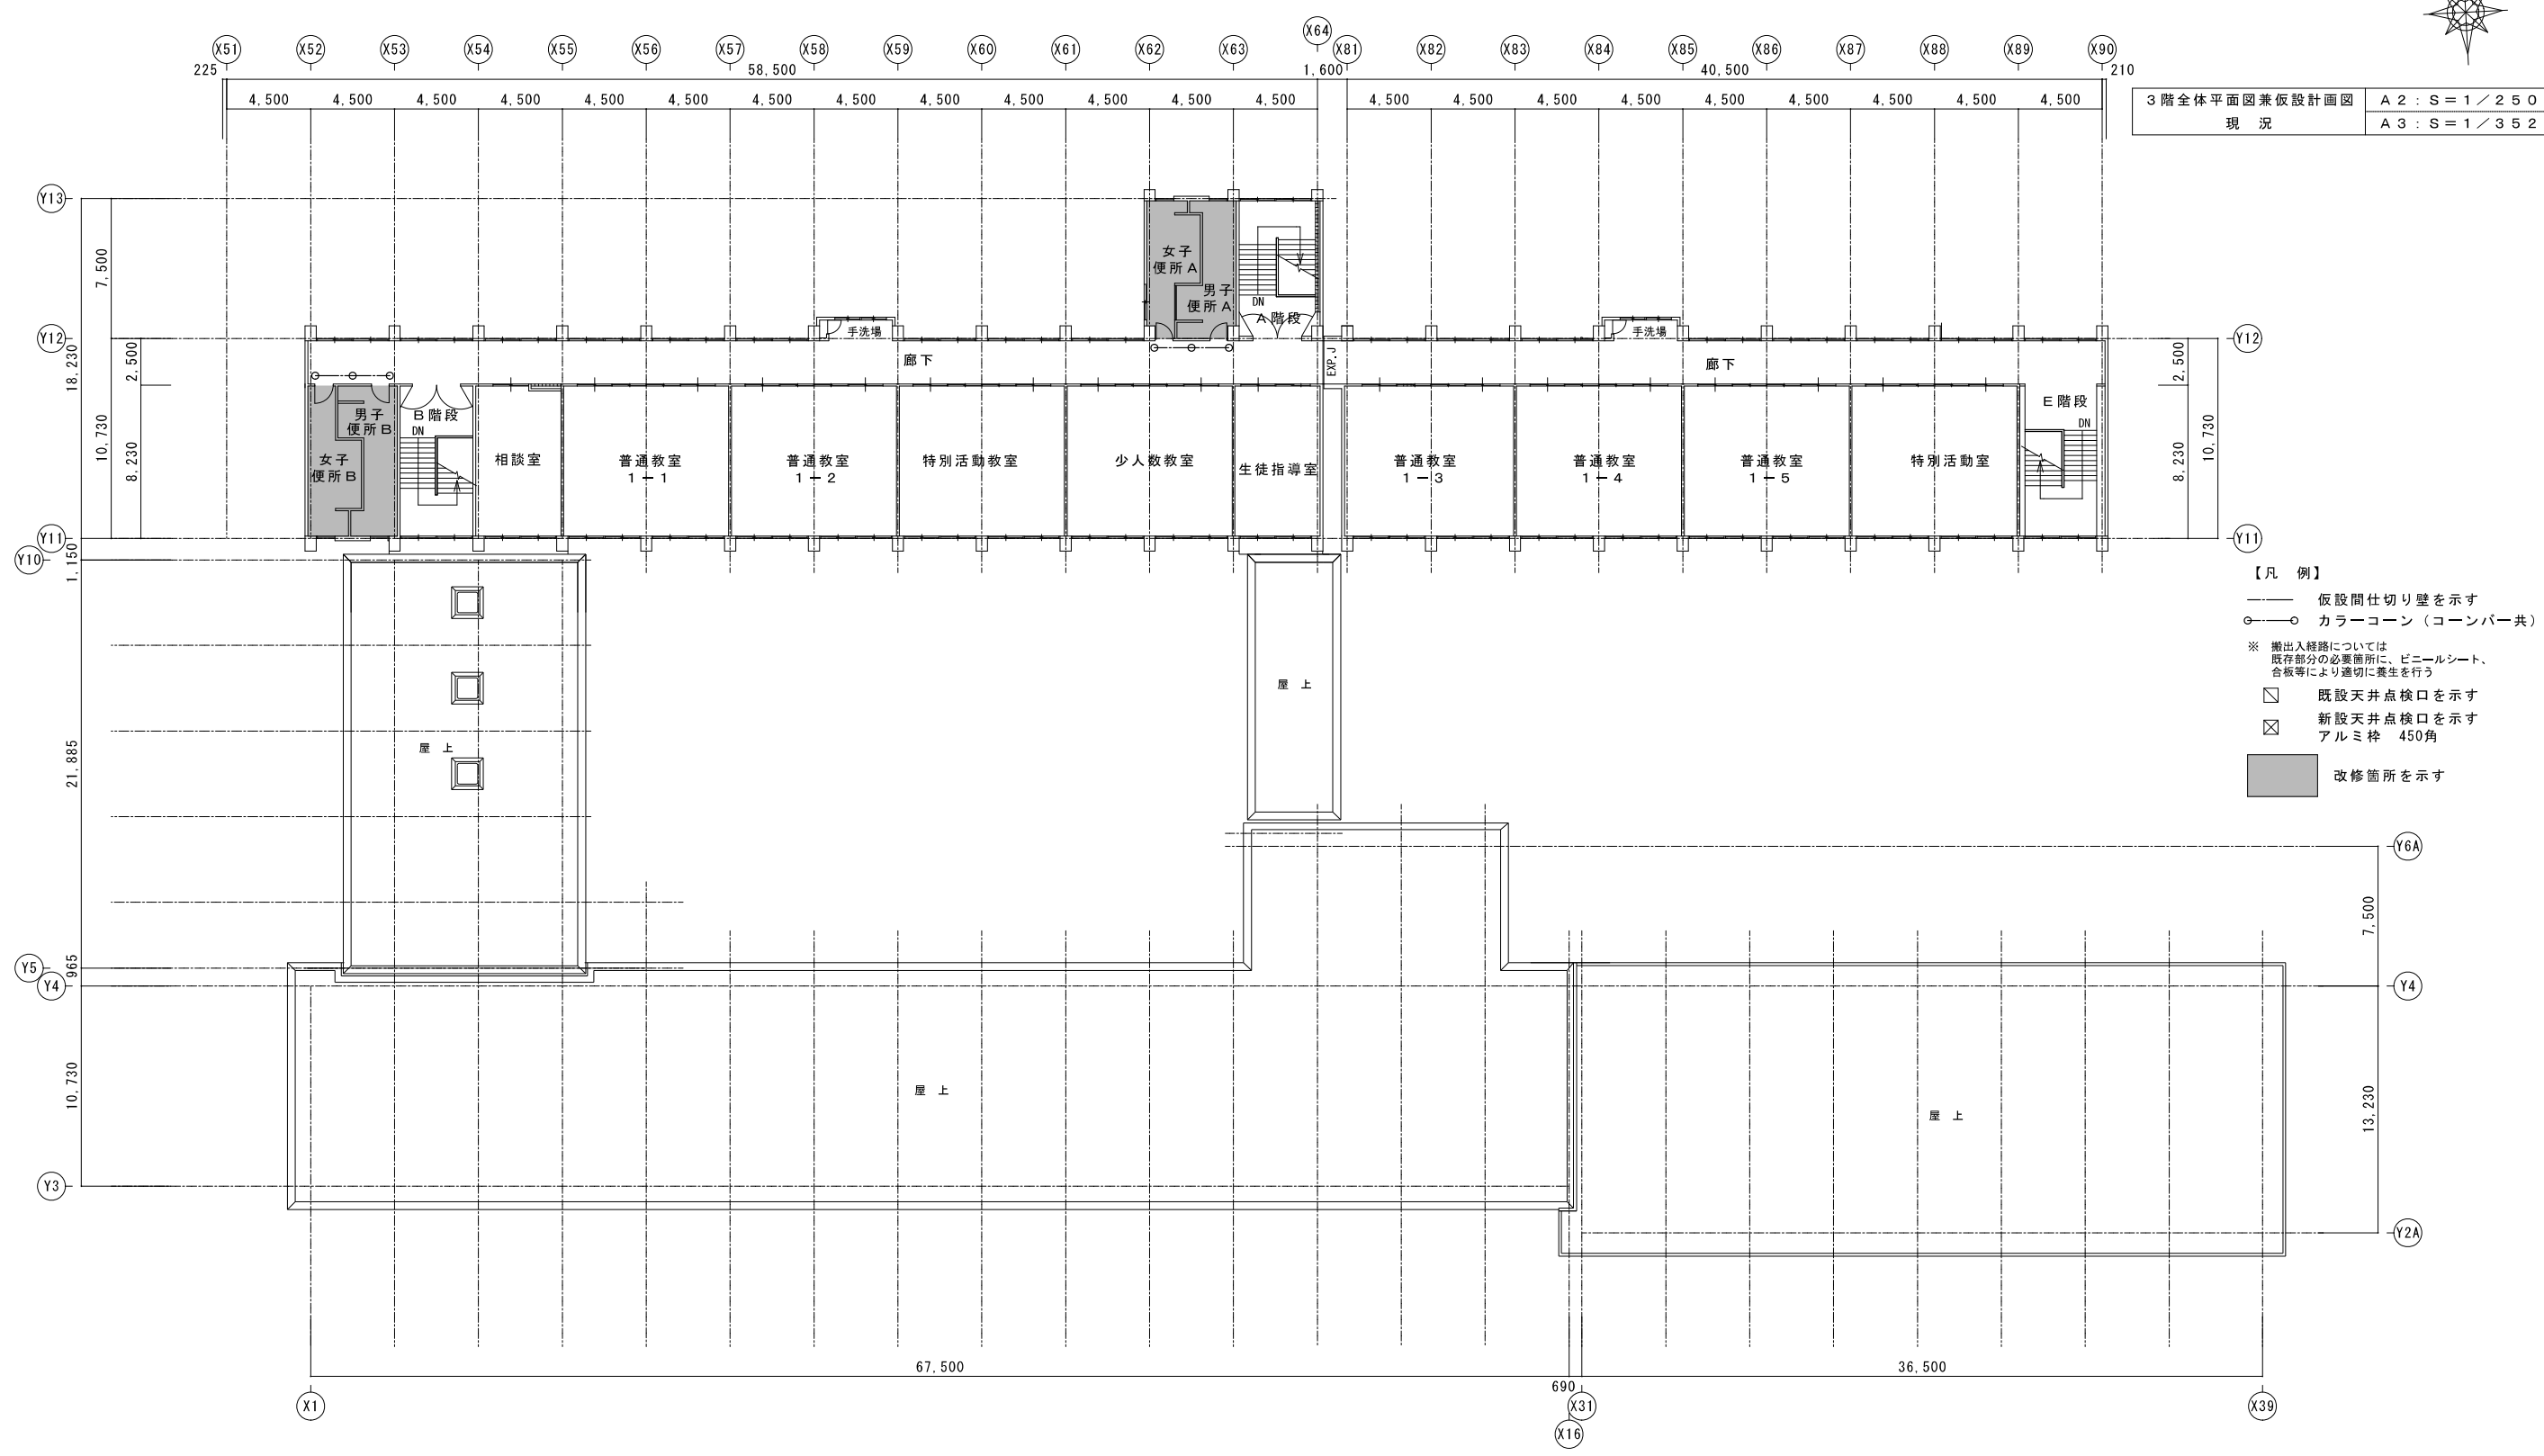 X64
X51 X52 X53 X54 X55 X56 X57 X58 X59 X60 X61 X62 X63 X81 X82 X83 X84 X85 X86 X87 X88 X89 X90
225 58,500 1,600 40,500 210
4,500 4,500 4,500 4,500 4,500 4,500 4,500 4,500 4,500 4,500 4,500 4,500 4,500 4,500 4,500 4,500 4,500 4,500 4,500 4,500 4,500 4,500
3階全体平面図兼仮設計画図 A2:S=1/250
現 況 A3:S=1/352
Y13
7,500
女子
便所A
男子
便所A
DN
A階段
Y12
手洗場
手洗場
Y12
18,230
2,500
廊下
EXP.J
廊下
2,500
10,730
8,230
男子
便所B
女子
便所B
B階段
DN
相談室
普通教室
1-1
普通教室
1-2
特別活動教室
少人数教室
生徒指導室
普通教室
1-3
普通教室
1-4
普通教室
1-5
特別活動室
E階段
DN
8,230
10,730
Y11
Y11
Y10
1,150
【凡 例】
仮設間仕切り壁を示す
カラーコーン(コーンバー共)
※ 搬出入経路については
既存部分の必要箇所に、ビニールシート、
合板等により適切に養生を行う
既設天井点検口を示す
新設天井点検口を示す
アルミ枠 450角
改修箇所を示す
屋 上
屋 上
21,885
Y6A
7,500
Y5
965
Y4
Y4
10,730
屋 上
屋 上
13,230
Y3
Y2A
67,500
690
36,500
X1
X31
X39
X16